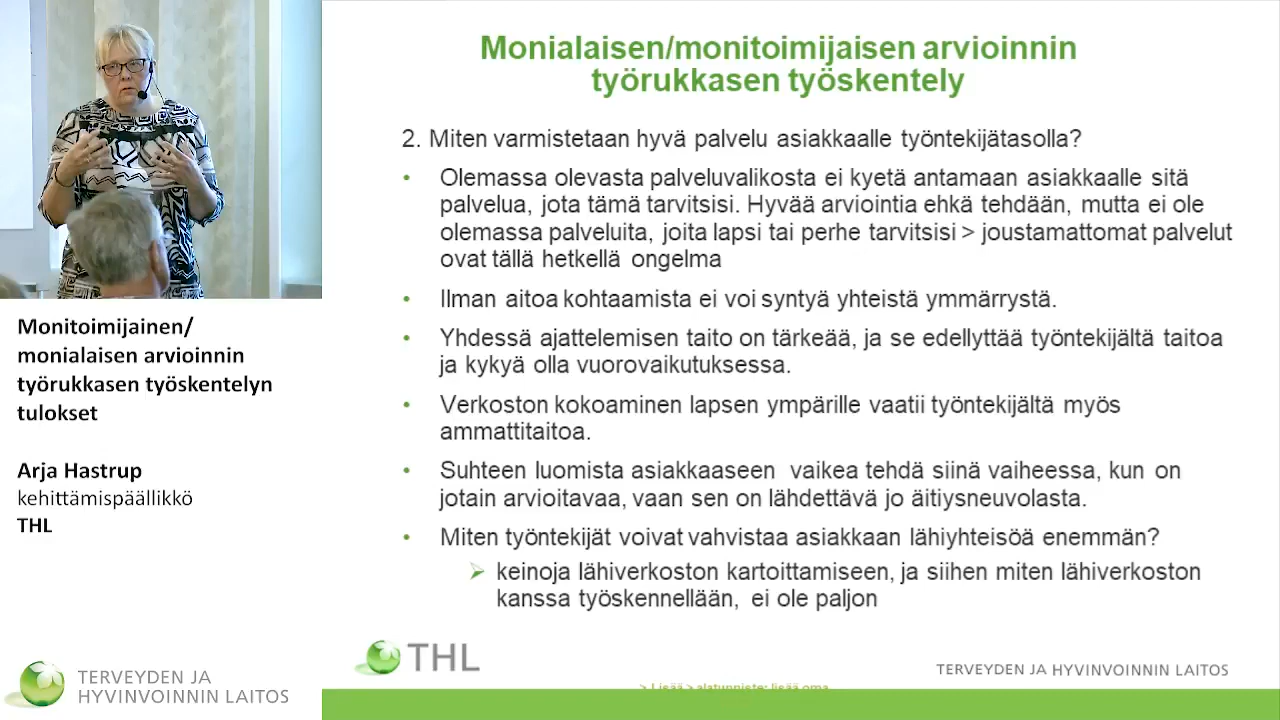 Monialaisen/monitoimijaisen arvioinnin
työrukkasen työskentely
2. Miten varmistetaan hyvä palvelu asiakkaalle työntekijätasolla?
• Olemassa olevasta palveluvalikosta ei kyetä antamaan asiakkaalle sitä
palvelua, jota tämä tarvitsisi. Hyvää arviointia ehkä tehdään, mutta ei ole
olemassa palveluita, joita lapsi tai perhe tarvitsisi > joustamattomat palvelut
ovat tällä hetkellä ongelma
• Ilman aitoa kohtaamista ei voi syntyä yhteistä ymmärrystä.
• Yhdessä ajattelemisen taito on tärkeää, ja se edellyttää työntekijältä taitoa
ja kykyä olla vuorovaikutuksessa.
• Verkoston kokoaminen lapsen ympärille vaatii työntekijältä myös
ammattitaitoa.
• Suhteen luomista asiakkaaseen vaikea tehdä siinä vaiheessa, kun on
jotain arvioitavaa, vaan sen on lähdettävä jo äitiysneuvolasta.
• Miten työntekijät voivat vahvistaa asiakkaan lähiyhteisöä enemmän?
➢ keinoja lähiverkoston kartoittamiseen, ja siihen miten lähiverkoston
kanssa työskennellään, ei ole paljon
THL
TERVEYDEN JA HYVINVOINNIN LAITOS
> Lisää > alatunniste: lisää oma
Monitoimijainen/
monialaisen arvioinnin
työrukkasen työskentelyn
tulokset
Arja Hastrup
kehittämispäällikkö
THL
TERVEYDEN JA
HYVINVOINNIN LAITOS